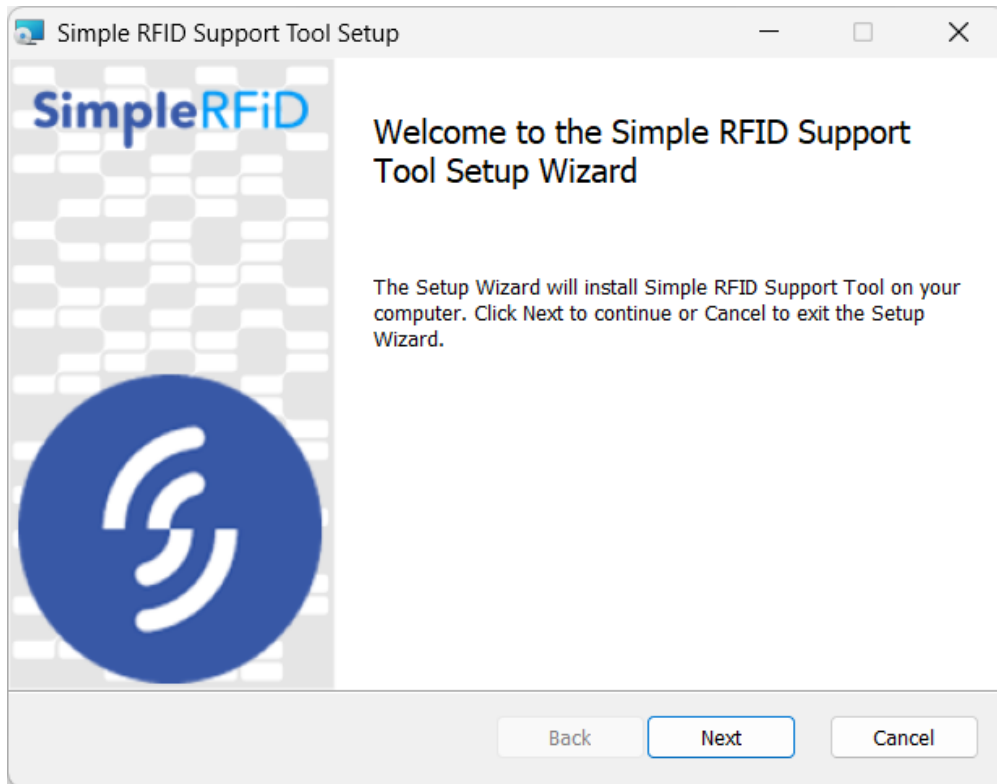 Simple RFID Support Tool Setup
SimpleRFiD
Welcome to the Simple RFID Support
Tool Setup Wizard
The Setup Wizard will install Simple RFID Support Tool on your
computer. Click Next to continue or Cancel to exit the Setup
Wizard.
Back
Next
Cancel